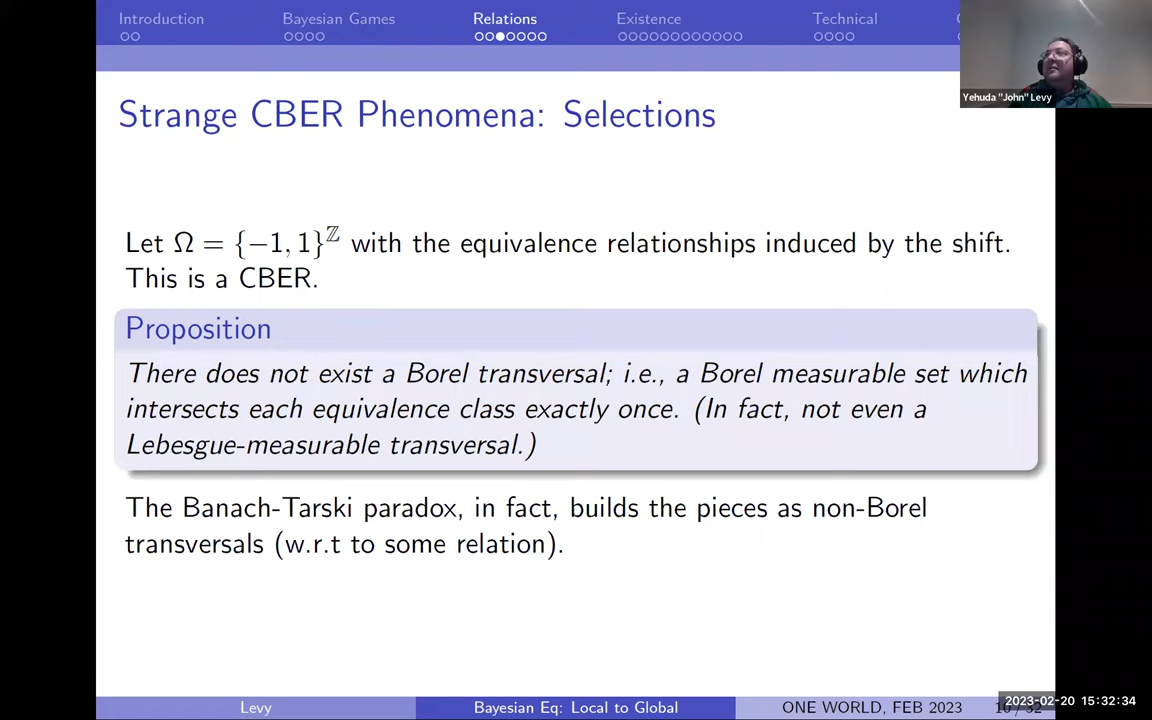 Introduction Bayesian Games Relations Existence Technical
Yehuda "John" Levy
Strange CBER Phenomena: Selections
Let Ω = {−1, 1}^ℤ with the equivalence relationships induced by the shift.
This is a CBER.
Proposition
There does not exist a Borel transversal; i.e., a Borel measurable set which
intersects each equivalence class exactly once. (In fact, not even a
Lebesgue-measurable transversal.)
The Banach-Tarski paradox, in fact, builds the pieces as non-Borel
transversals (w.r.t to some relation).
Levy Bayesian Eq: Local to Global ONE WORLD, FEB 2023
2023-02-20 15:32:34